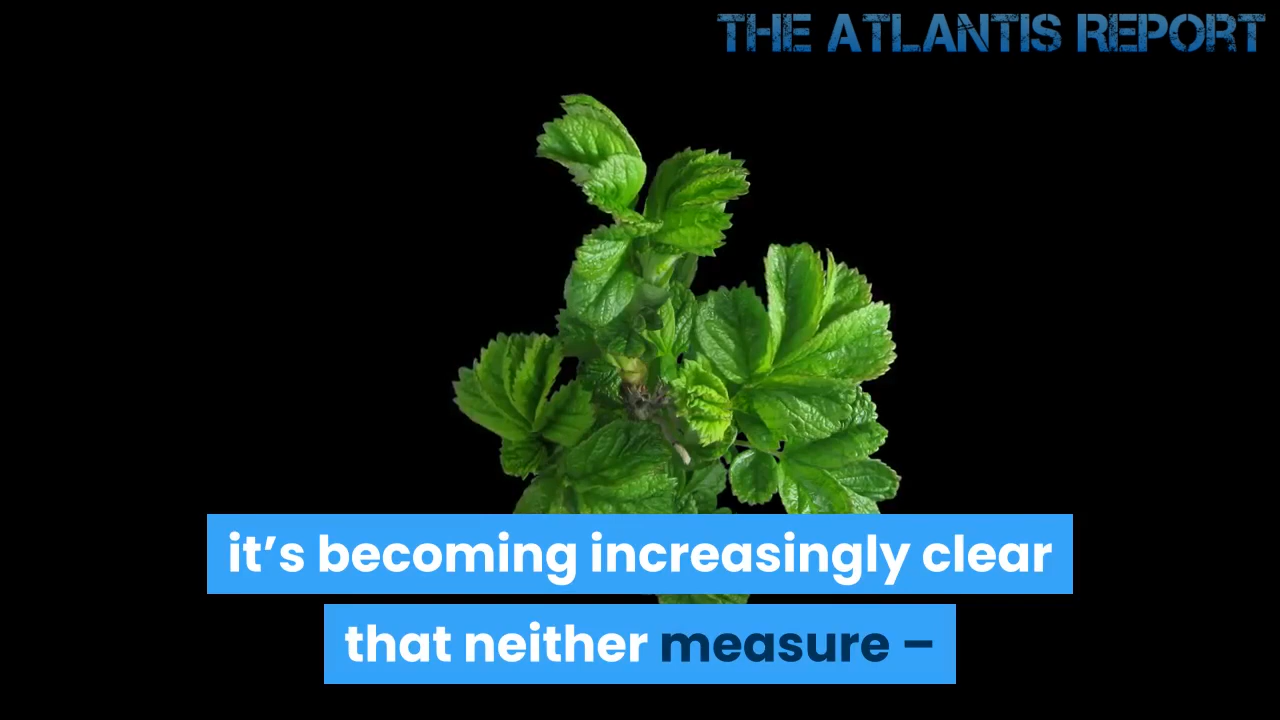 THE ATLANTIS REPORT
it’s becoming increasingly clear
that neither measure –